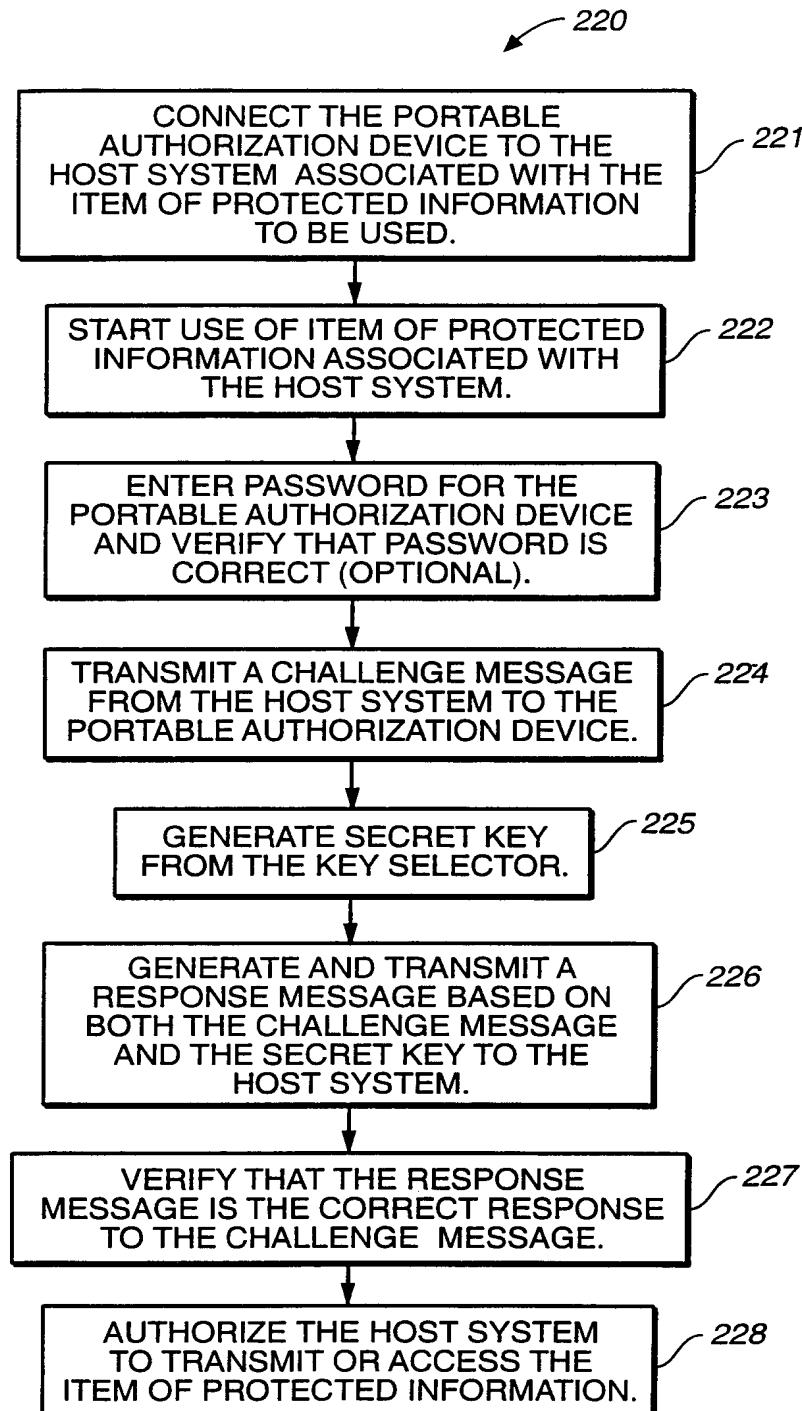 220
CONNECT THE PORTABLE
AUTHORIZATION DEVICE TO THE
HOST SYSTEM ASSOCIATED WITH THE
ITEM OF PROTECTED INFORMATION
TO BE USED.
221
START USE OF ITEM OF PROTECTED
INFORMATION ASSOCIATED WITH
THE HOST SYSTEM.
222
ENTER PASSWORD FOR THE
PORTABLE AUTHORIZATION DEVICE
AND VERIFY THAT PASSWORD IS
CORRECT (OPTIONAL).
223
TRANSMIT A CHALLENGE MESSAGE
FROM THE HOST SYSTEM TO THE
PORTABLE AUTHORIZATION DEVICE.
224
GENERATE SECRET KEY
FROM THE KEY SELECTOR.
225
GENERATE AND TRANSMIT A
RESPONSE MESSAGE BASED ON
BOTH THE CHALLENGE MESSAGE
AND THE SECRET KEY TO THE
HOST SYSTEM.
226
VERIFY THAT THE RESPONSE
MESSAGE IS THE CORRECT RESPONSE
TO THE CHALLENGE MESSAGE.
227
AUTHORIZE THE HOST SYSTEM
TO TRANSMIT OR ACCESS THE
ITEM OF PROTECTED INFORMATION.
228